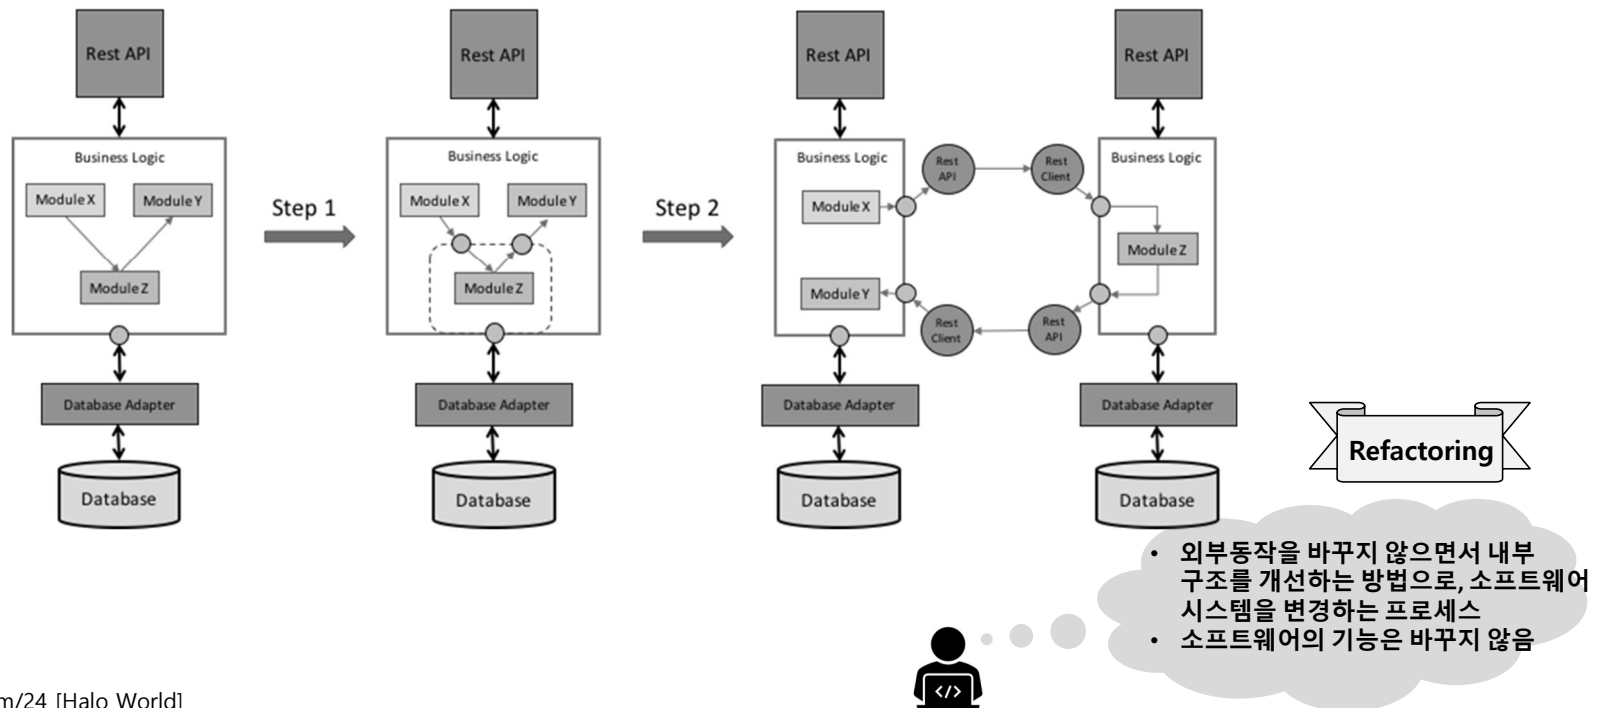 Rest API
Business Logic
Module X
Module Y
Module Z
Database Adapter
Database
Step 1
Rest API
Business Logic
Module X
Module Y
Module Z
Database Adapter
Database
Step 2
Rest API
Business Logic
Module X
Module Y
Database Adapter
Database
Rest
API
Rest
Client
Rest
Client
Rest
API
Rest API
Business Logic
Module Z
Database Adapter
Database
Refactoring
• 외부동작을 바꾸지 않으면서 내부
구조를 개선하는 방법으로, 소프트웨어
시스템을 변경하는 프로세스
• 소프트웨어의 기능은 바꾸지 않음
</>
m/24 [Halo World]